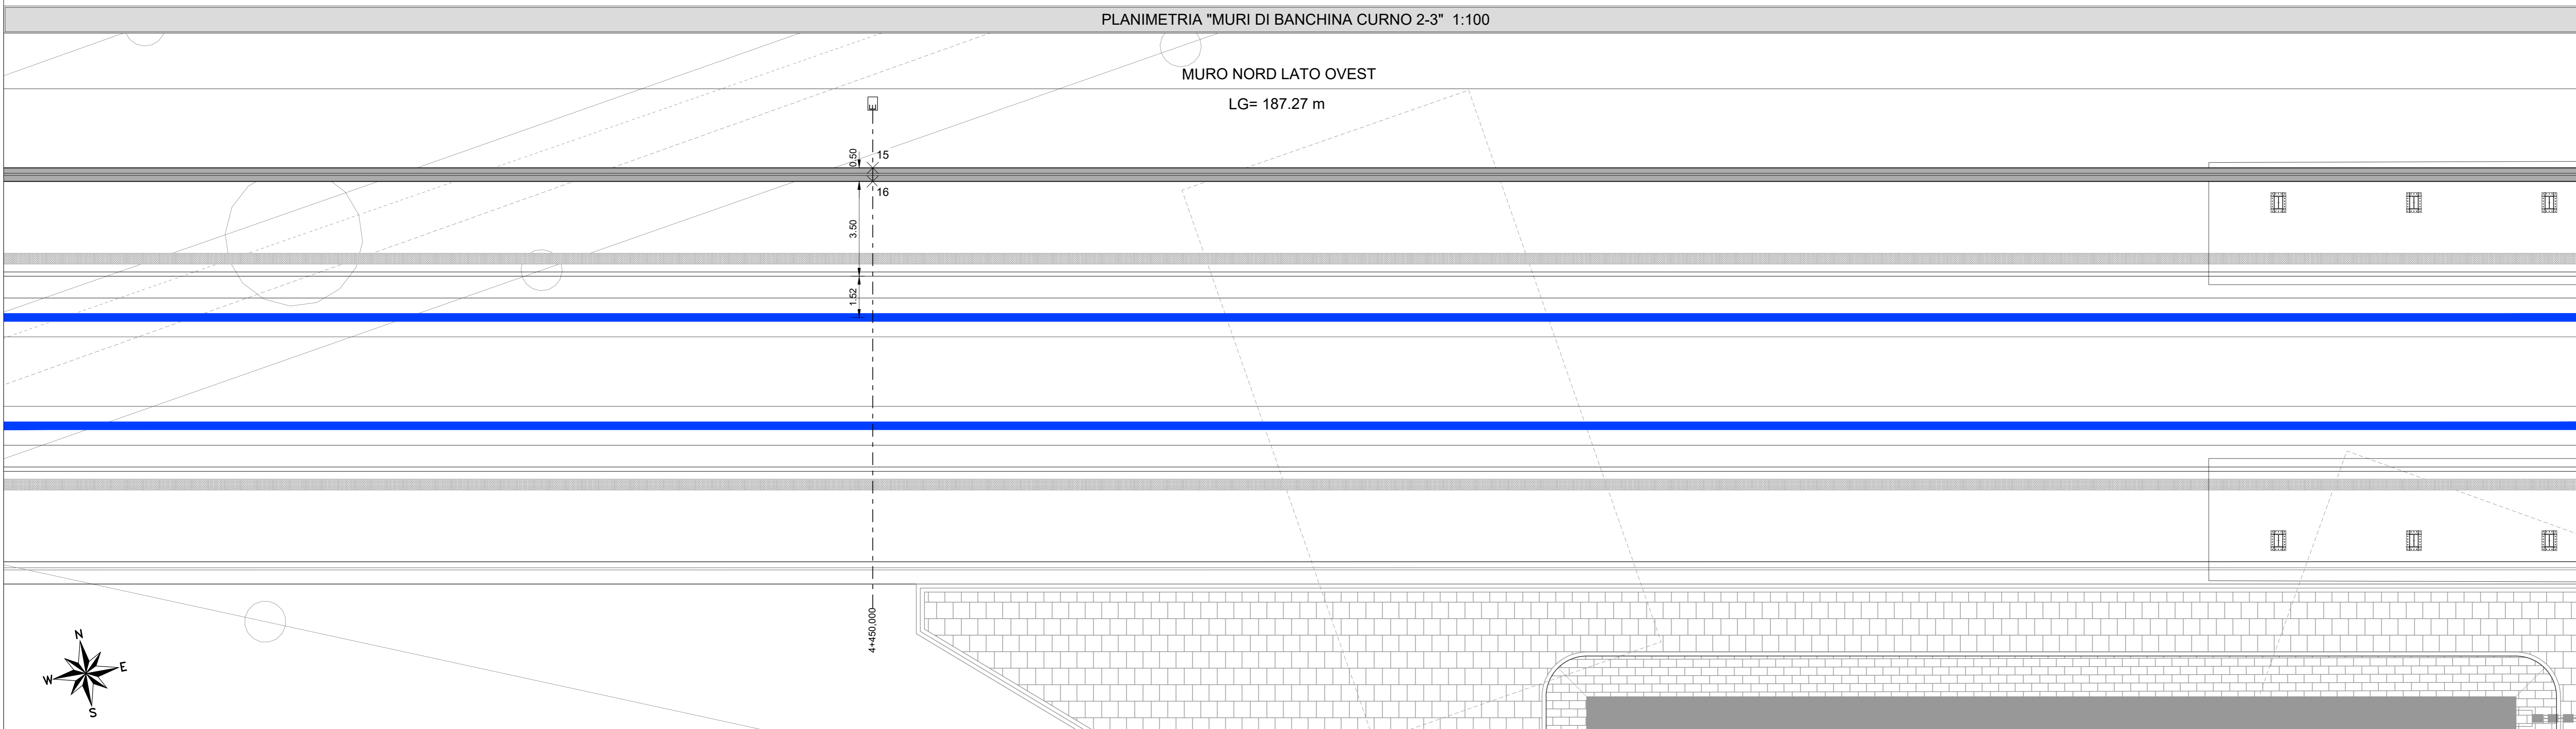 PLANIMETRIA "MURI DI BANCHINA CURNO 2-3" 1:100
MURO NORD LATO OVEST
LG= 187.27 m
E
15
0.50
16
3.50
1.52
4+450,000
N
E
W
S